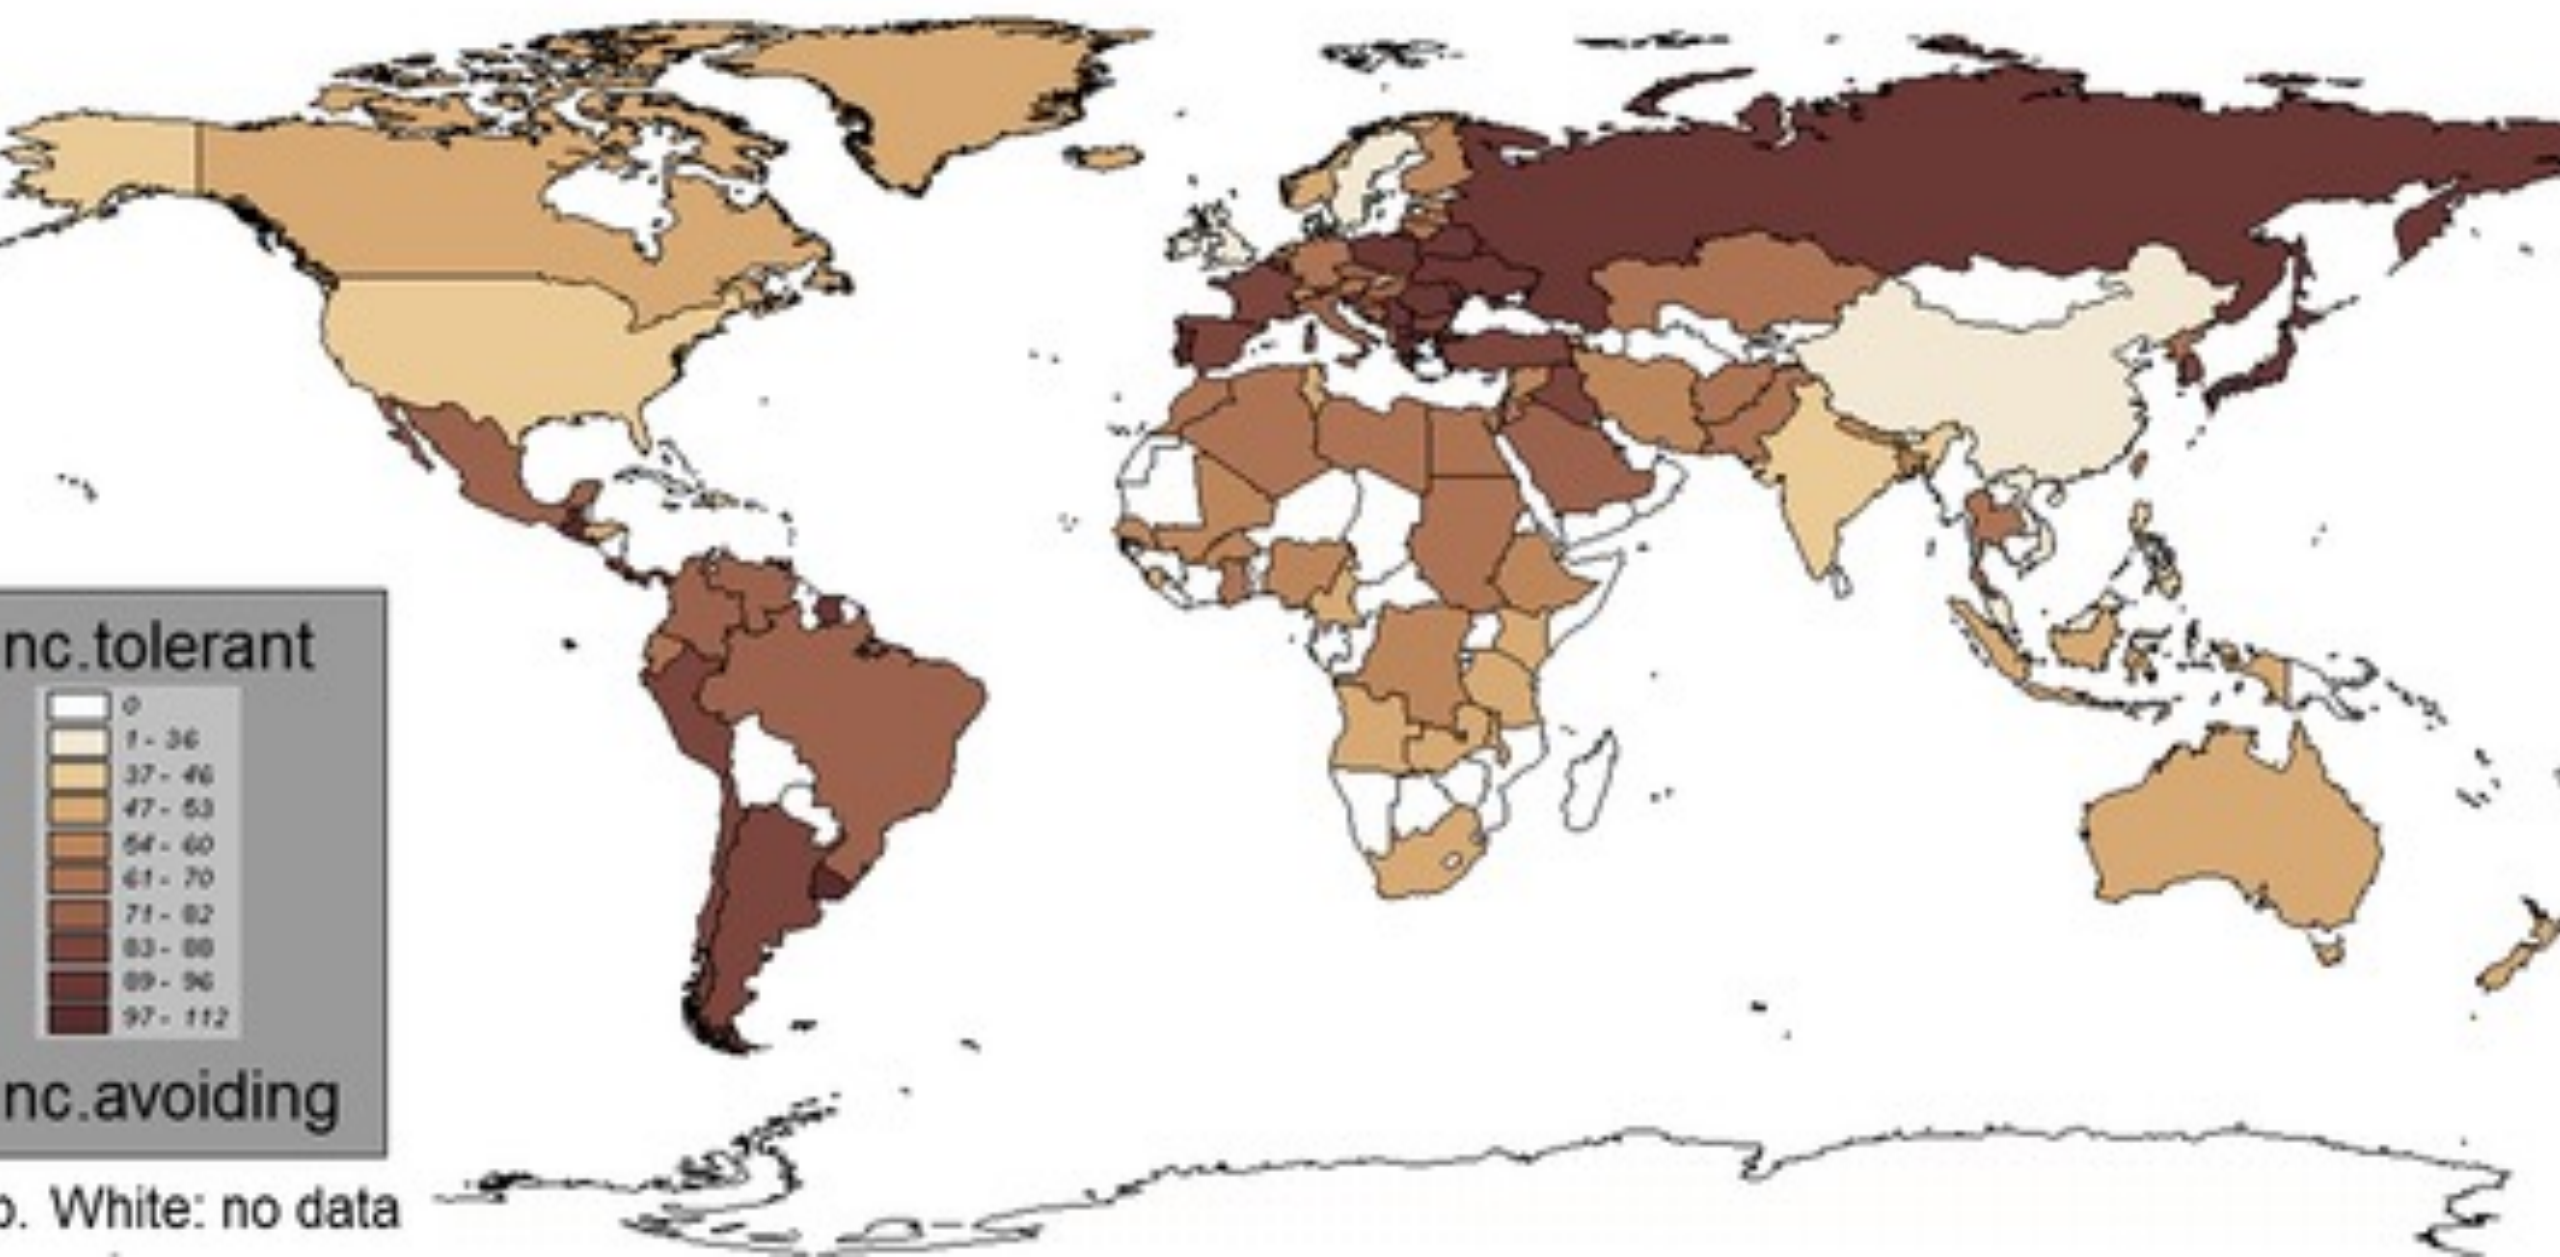 nc.tolerant
0
1 - 36
37 - 46
47 - 53
54 - 60
61 - 70
71 - 82
83 - 88
89 - 96
97 - 112
nc.avoiding
o. White: no data